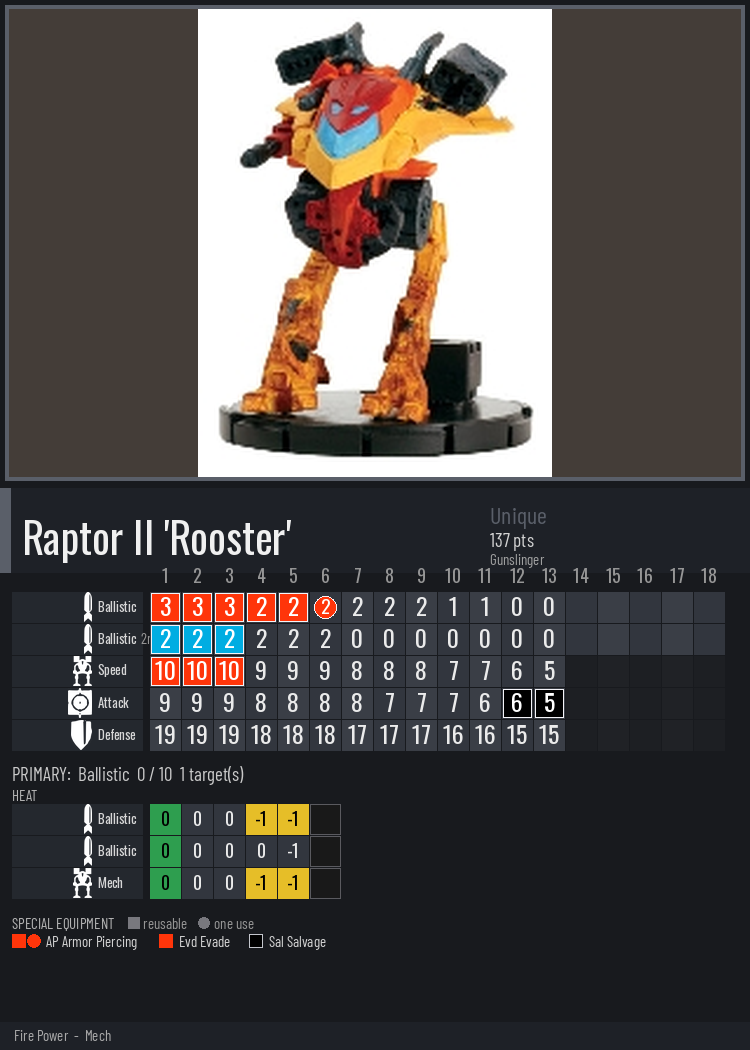 Unique
Raptor II 'Rooster'
137 pts
Gunslinger
1 2 3 4 5 6 7 8 9 10 11 12 13 14 15 16 17 18
Ballistic 3 3 3 2 2 2 2 2 2 1 1 0 0
Ballistic 2n 2 2 2 2 2 2 0 0 0 0 0 0 0
Speed 10 10 10 9 9 9 8 8 8 7 7 6 5
Attack 9 9 9 8 8 8 8 7 7 7 6 6 5
Defense 19 19 19 18 18 18 17 17 17 16 16 15 15
PRIMARY: Ballistic 0 / 10 1 target(s)
HEAT
Ballistic 0 0 0 -1 -1
Ballistic 0 0 0 0 -1
Mech 0 0 0 -1 -1
SPECIAL EQUIPMENT reusable one use
AP Armor Piercing Evd Evade Sal Salvage
Fire Power - Mech